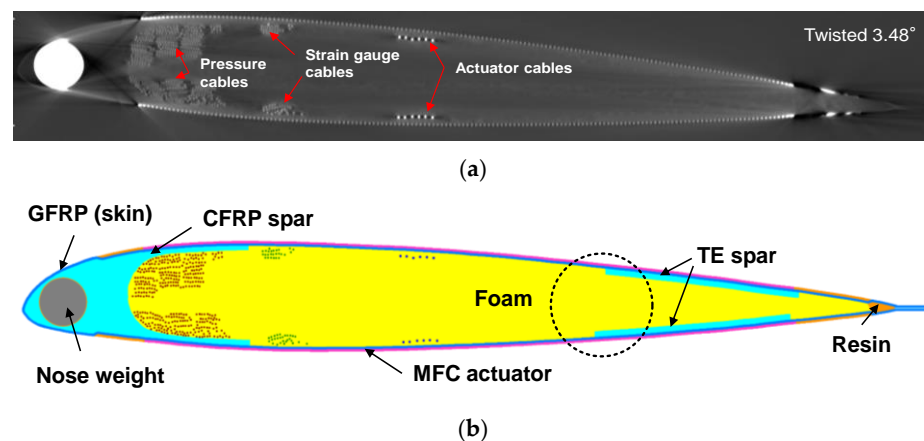 Twisted 3.48°
Pressure
cables
Strain gauge
cables
Actuator cables
(a)
GFRP (skin)
CFRP spar
TE spar
Foam
Resin
Nose weight
MFC actuator
(b)